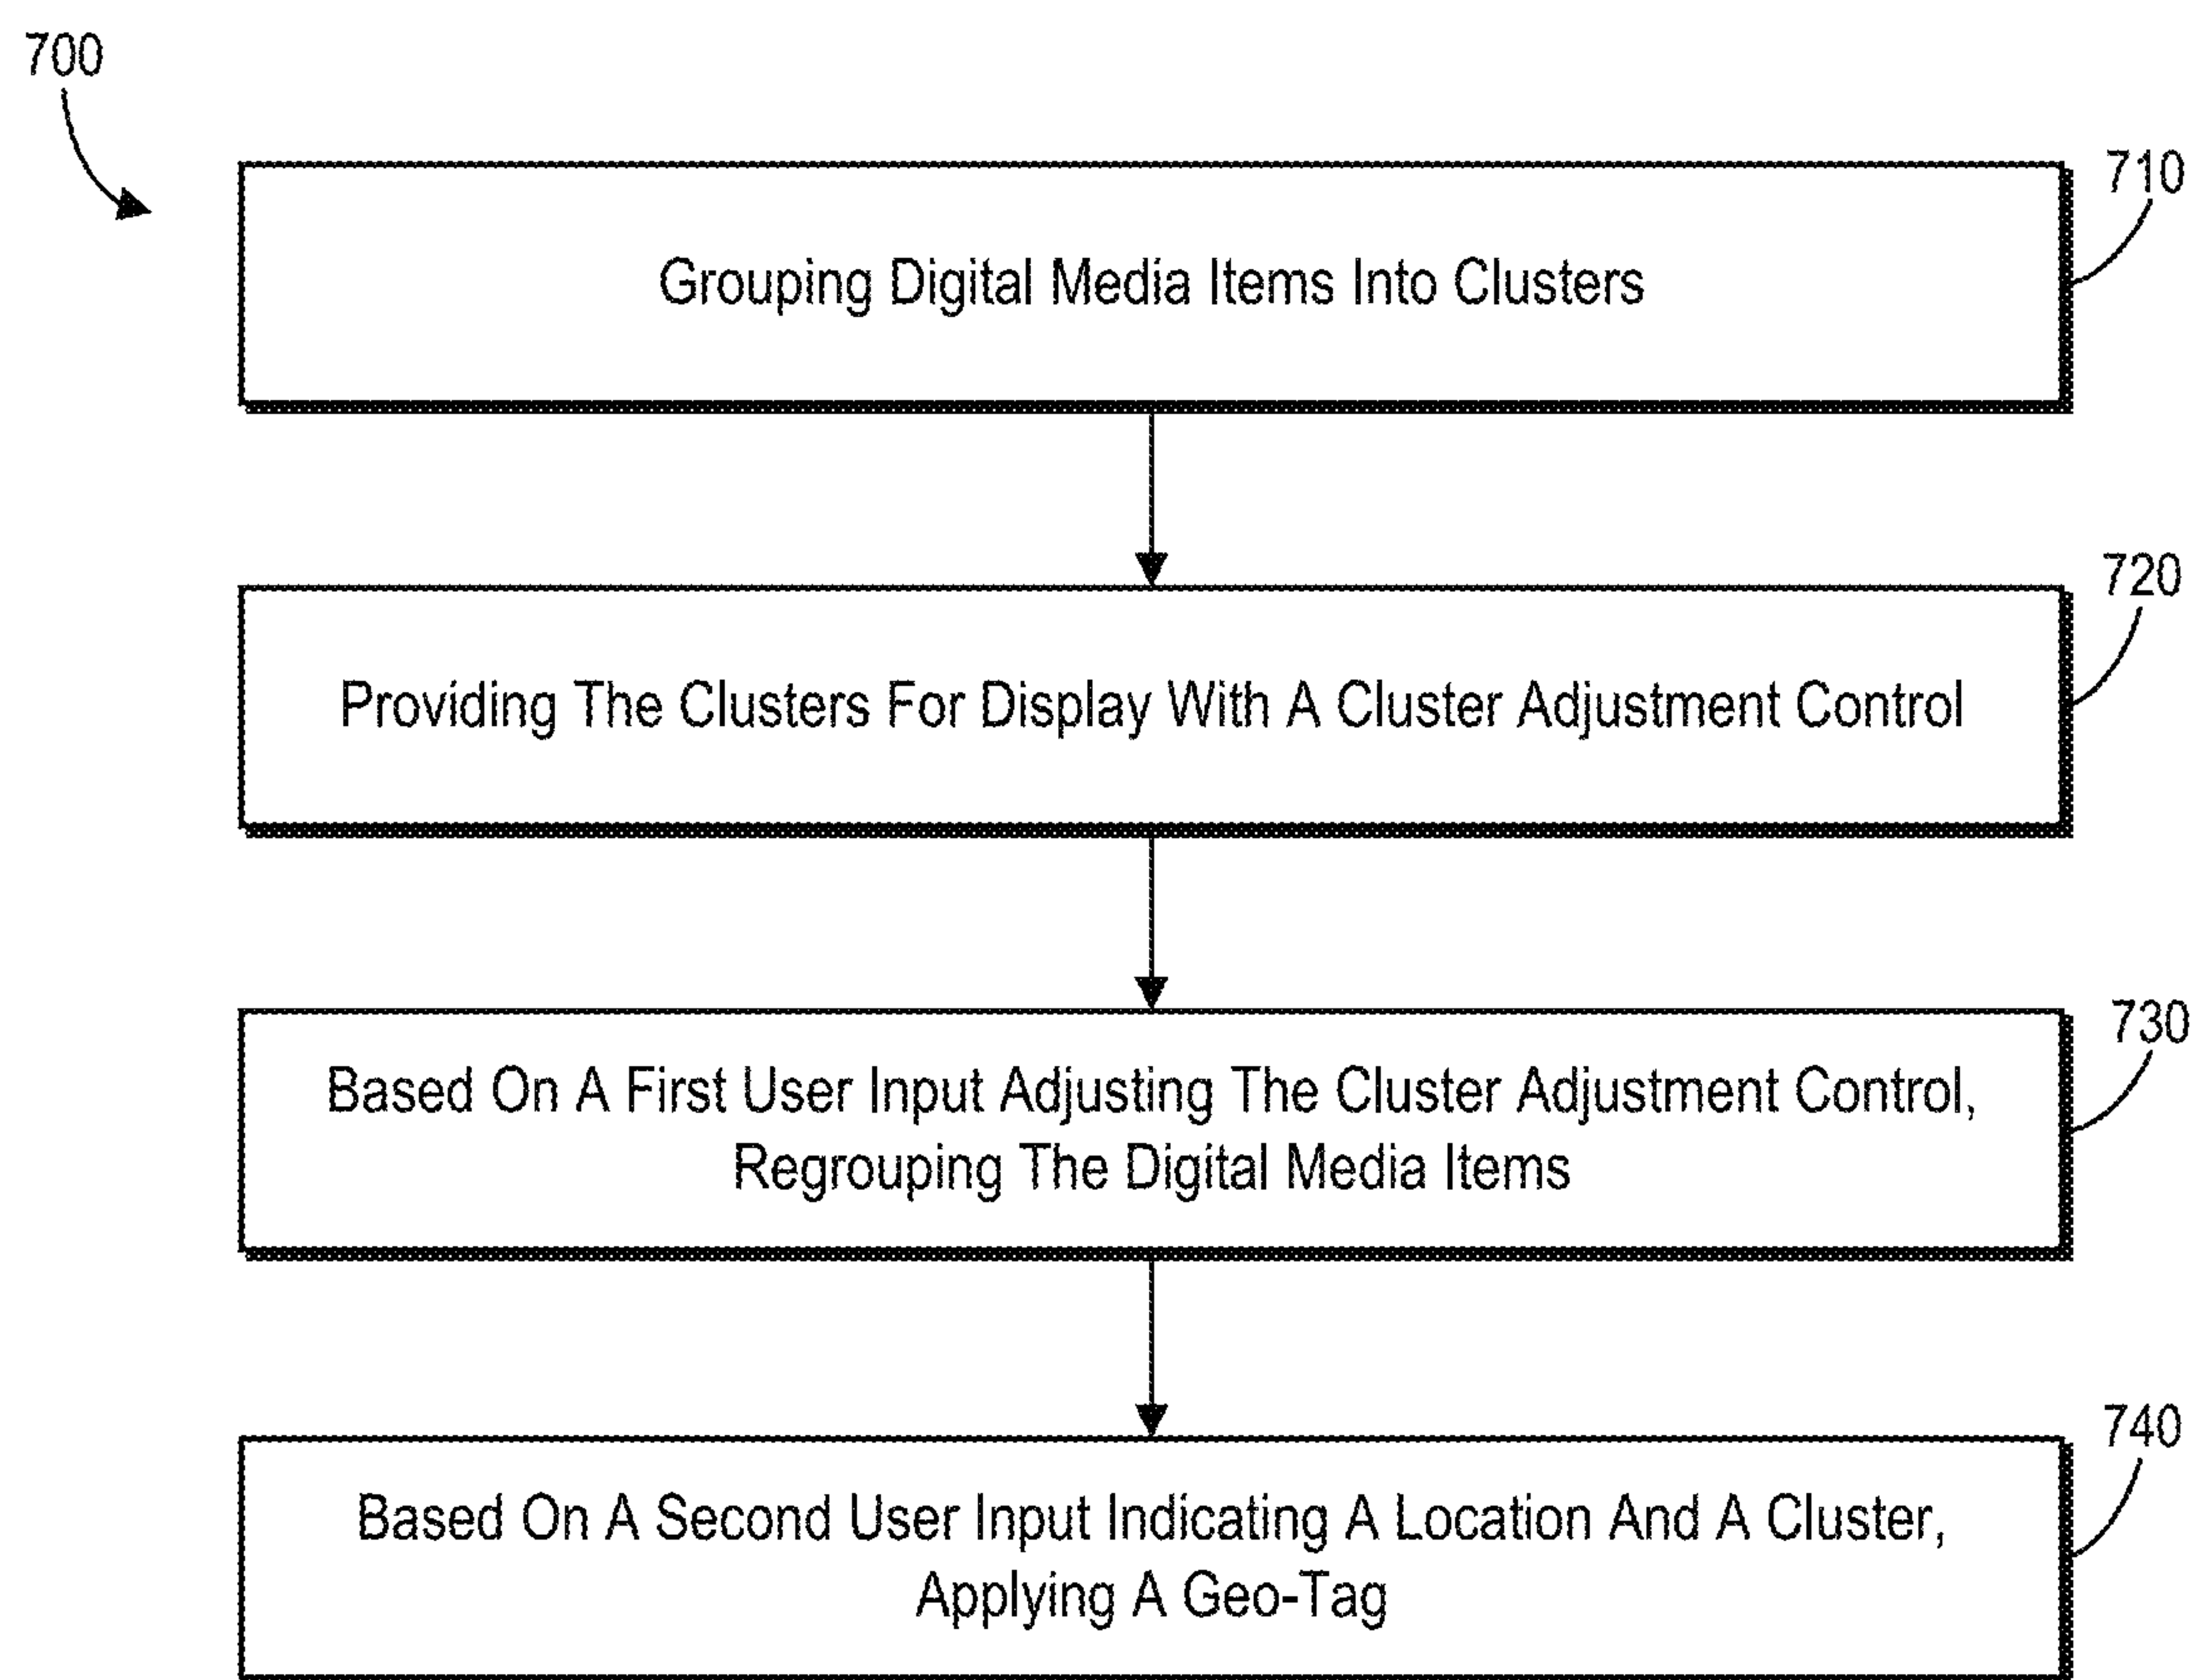 700
710
Grouping Digital Media Items Into Clusters
720
Providing The Clusters For Display With A Cluster Adjustment Control
730
Based On A First User Input Adjusting The Cluster Adjustment Control,
Regrouping The Digital Media Items
740
Based On A Second User Input Indicating A Location And A Cluster,
Applying A Geo-Tag